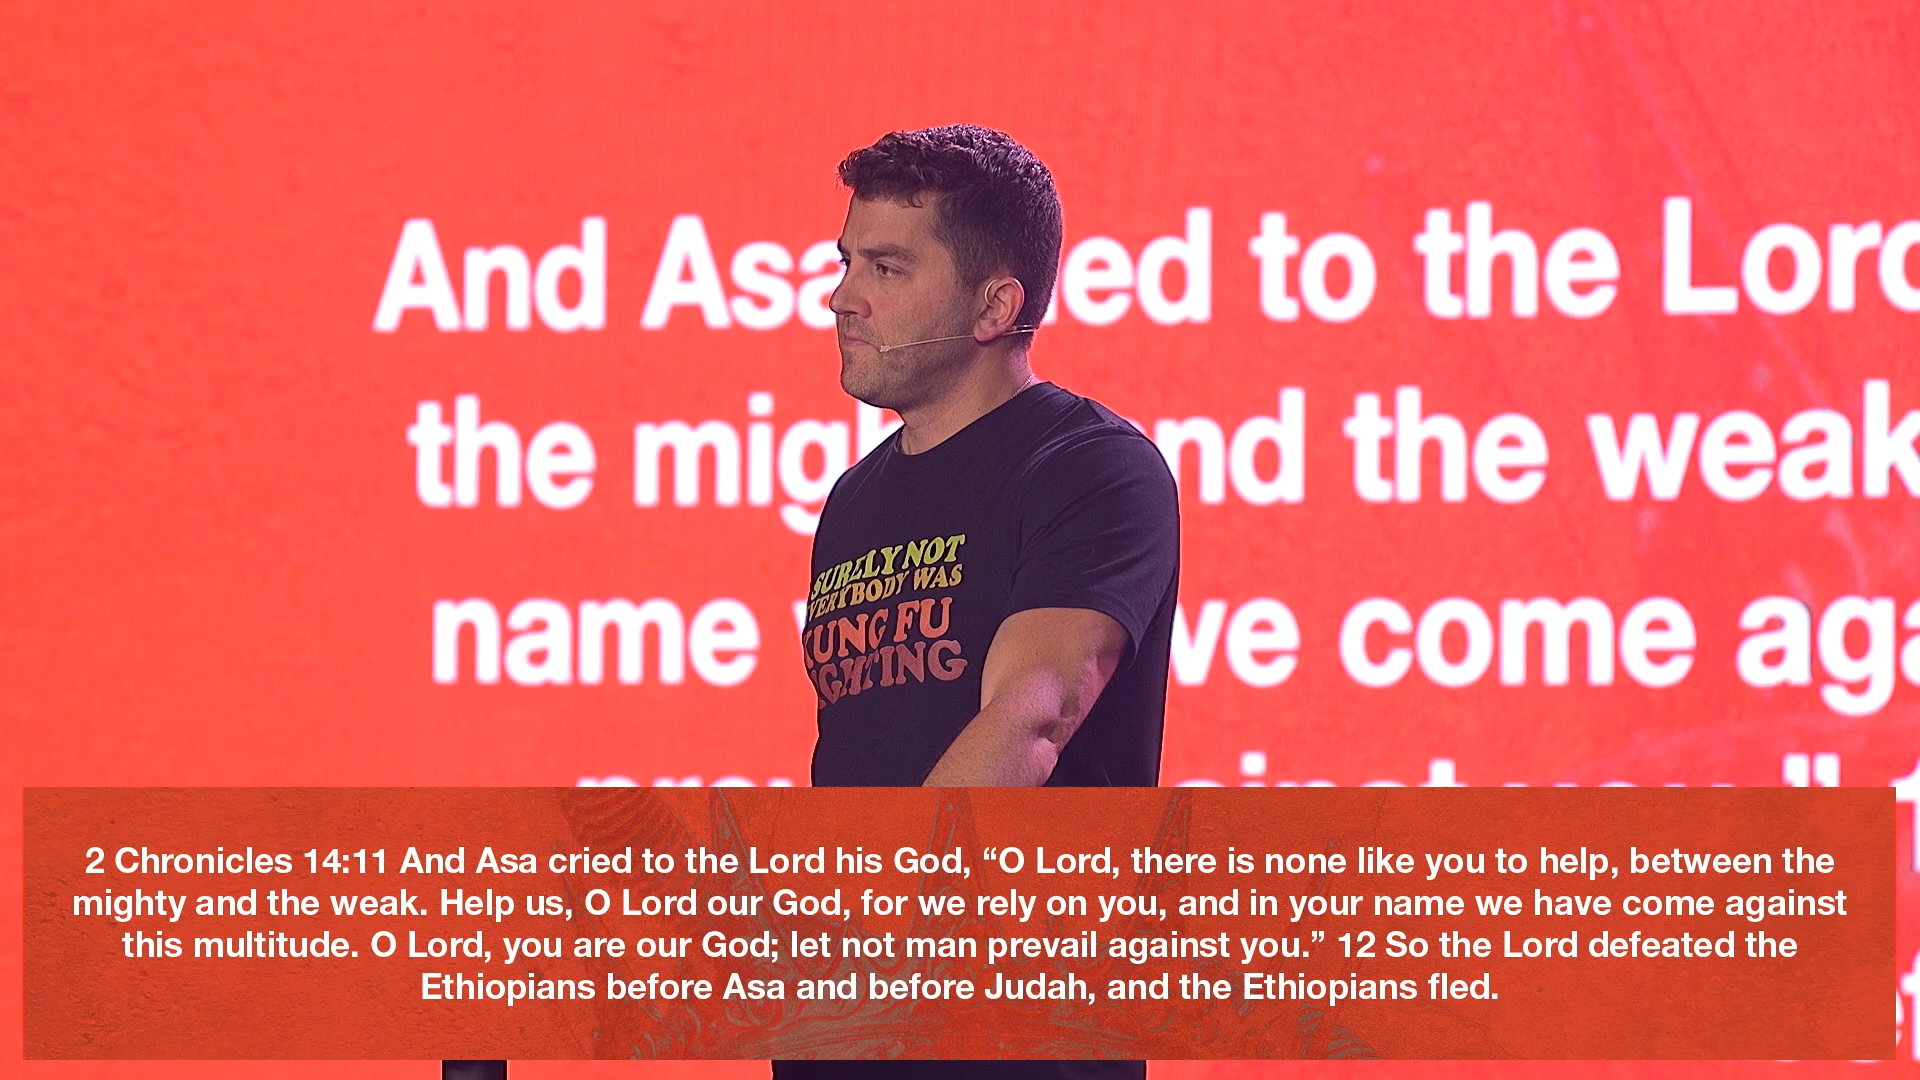 And Asa ed to the Lord
the mig nd the weak
name ve come aga
SURELY NOT
EVERYBODY WAS
KUNG FU
FIGHTING
2 Chronicles 14:11 And Asa cried to the Lord his God, “O Lord, there is none like you to help, between the
mighty and the weak. Help us, O Lord our God, for we rely on you, and in your name we have come against
this multitude. O Lord, you are our God; let not man prevail against you.” 12 So the Lord defeated the
Ethiopians before Asa and before Judah, and the Ethiopians fled.